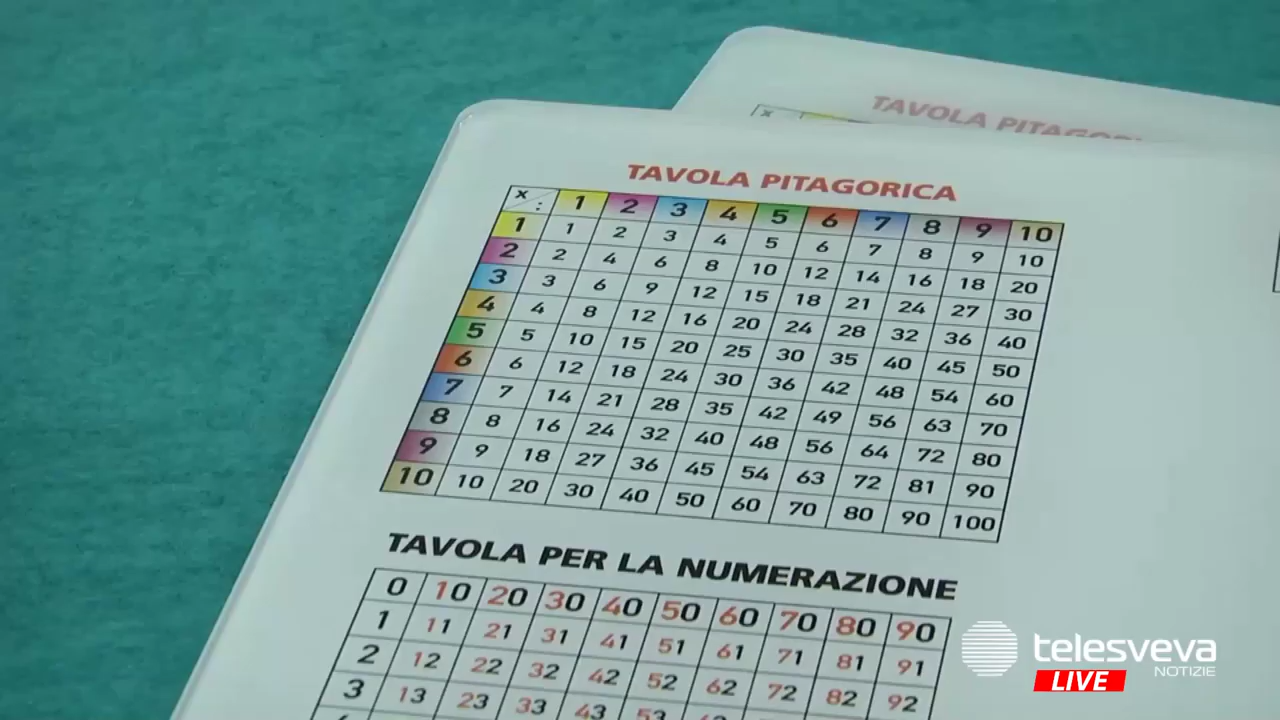 TAVOLA PITAGORICA
x
TAVOLA PITAGORICA
x : 1 2 3 4 5 6 7 8 9 10
1 1 2 3 4 5 6 7 8 9 10
2 2 4 6 8 10 12 14 16 18 20
3 3 6 9 12 15 18 21 24 27 30
4 4 8 12 16 20 24 28 32 36 40
5 5 10 15 20 25 30 35 40 45 50
6 6 12 18 24 30 36 42 48 54 60
7 7 14 21 28 35 42 49 56 63 70
8 8 16 24 32 40 48 56 64 72 80
9 9 18 27 36 45 54 63 72 81 90
10 10 20 30 40 50 60 70 80 90 100
TAVOLA PER LA NUMERAZIONE
0 10 20 30 40 50 60 70 80 90
1 11 21 31 41 51 61 71 81 91
2 12 22 32 42 52 62 72 82 92
3 13 23 33 43 53
telesveva
NOTIZIE
LIVE